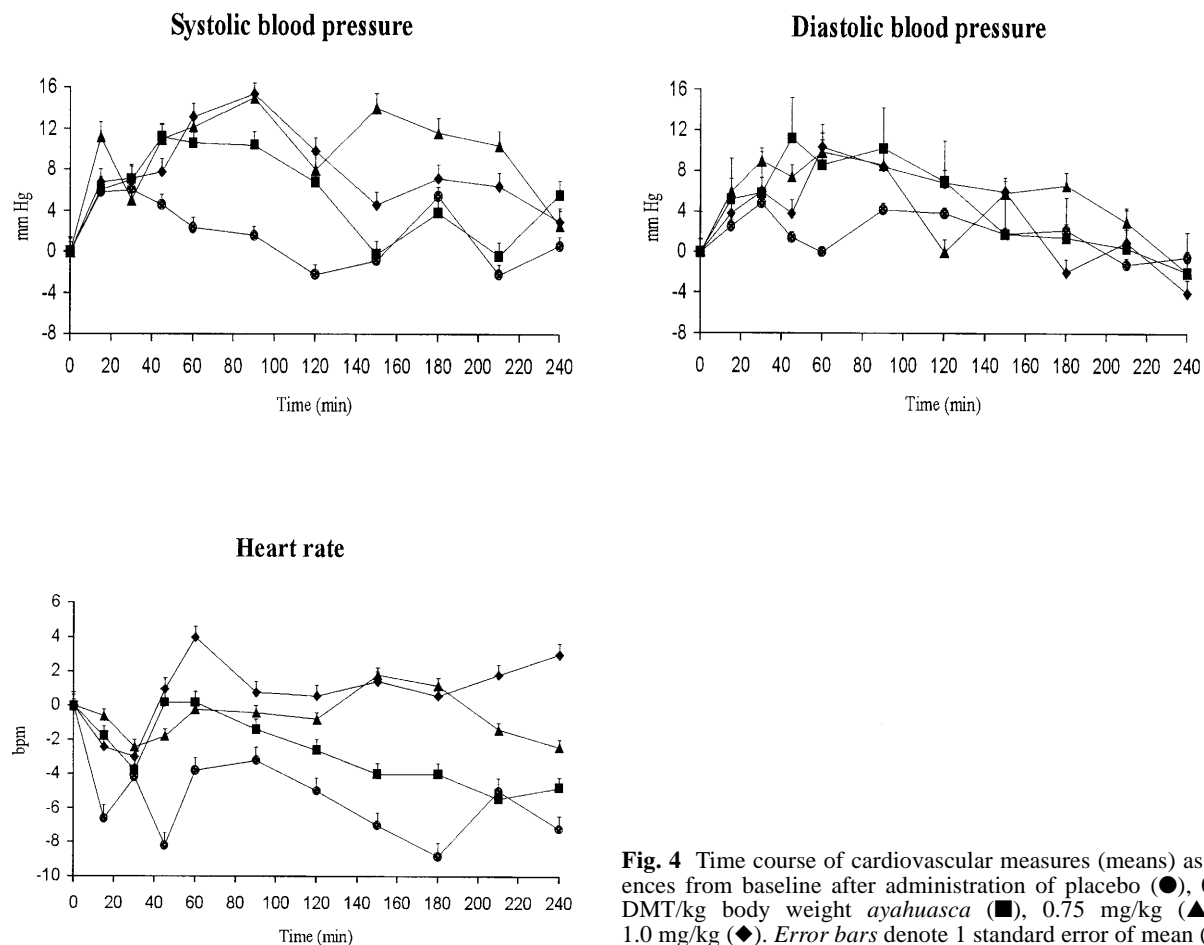 Systolic blood pressure
16
12
8
4
0
-4
-8
mm Hg
0 20 40 60 80 100 120 140 160 180 200 220 240
Time (min)
Diastolic blood pressure
16
12
8
4
0
-4
-8
mm Hg
0 20 40 60 80 100 120 140 160 180 200 220 240
Time (min)
Heart rate
6
4
2
0
-2
-4
-6
-8
-10
bpm
0 20 40 60 80 100 120 140 160 180 200 220 240
Time (min)
Fig. 4 Time course of cardiovascular measures (means) as
ences from baseline after administration of placebo (●),
DMT/kg body weight ayahuasca (■), 0.75 mg/kg (▲
1.0 mg/kg (◆). Error bars denote 1 standard error of mean (